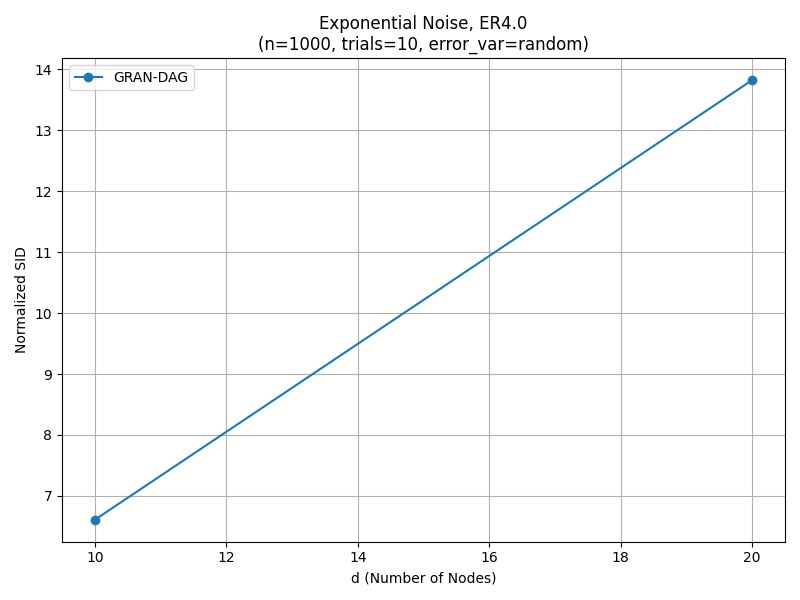 Exponential Noise, ER4.0
(n=1000, trials=10, error_var=random)
GRAN-DAG
14
13
12
11
10
9
8
7
Normalized SID
10 12 14 16 18 20
d (Number of Nodes)